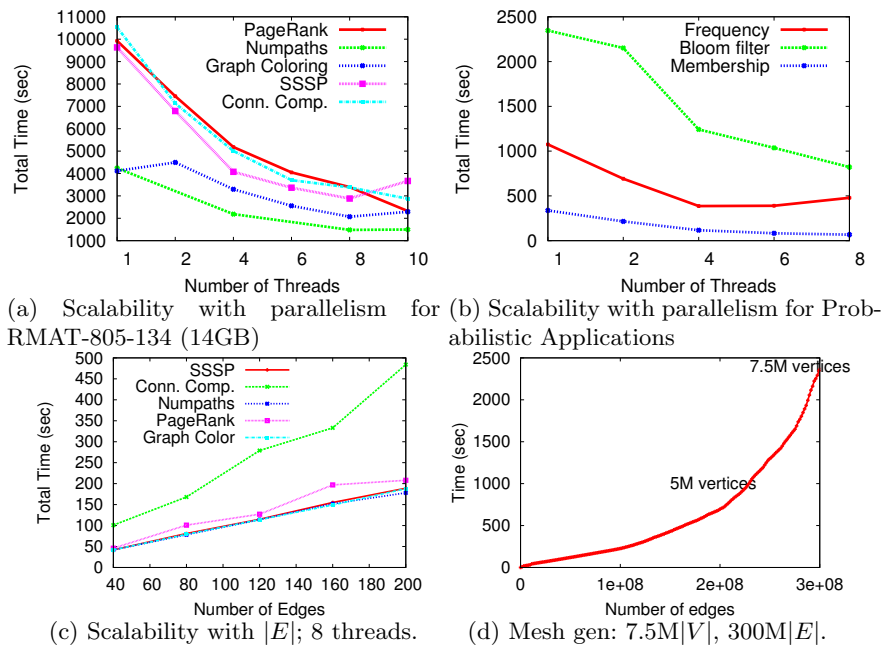 11000
10000
9000
8000
7000
6000
5000
4000
3000
2000
1000
Total Time (sec)
PageRank
Numpaths
Graph Coloring
SSSP
Conn. Comp.
1 2 4 6 8 10
Number of Threads
(a) Scalability with parallelism for
RMAT-805-134 (14GB)
2500
2000
1500
1000
500
0
Total Time (sec)
Frequency
Bloom filter
Membership
1 2 4 6 8
Number of Threads
(b) Scalability with parallelism for Prob-
abilistic Applications
500
450
400
350
300
250
200
150
100
50
0
Total Time (sec)
SSSP
Conn. Comp.
Numpaths
PageRank
Graph Color
40 60 80 100 120 140 160 180 200
Number of Edges
(c) Scalability with |E|; 8 threads.
2500
2000
1500
1000
500
0
Time (sec)
7.5M vertices
5M vertices
0 1e+08 2e+08 3e+08
Number of edges
(d) Mesh gen: 7.5M|V|, 300M|E|.